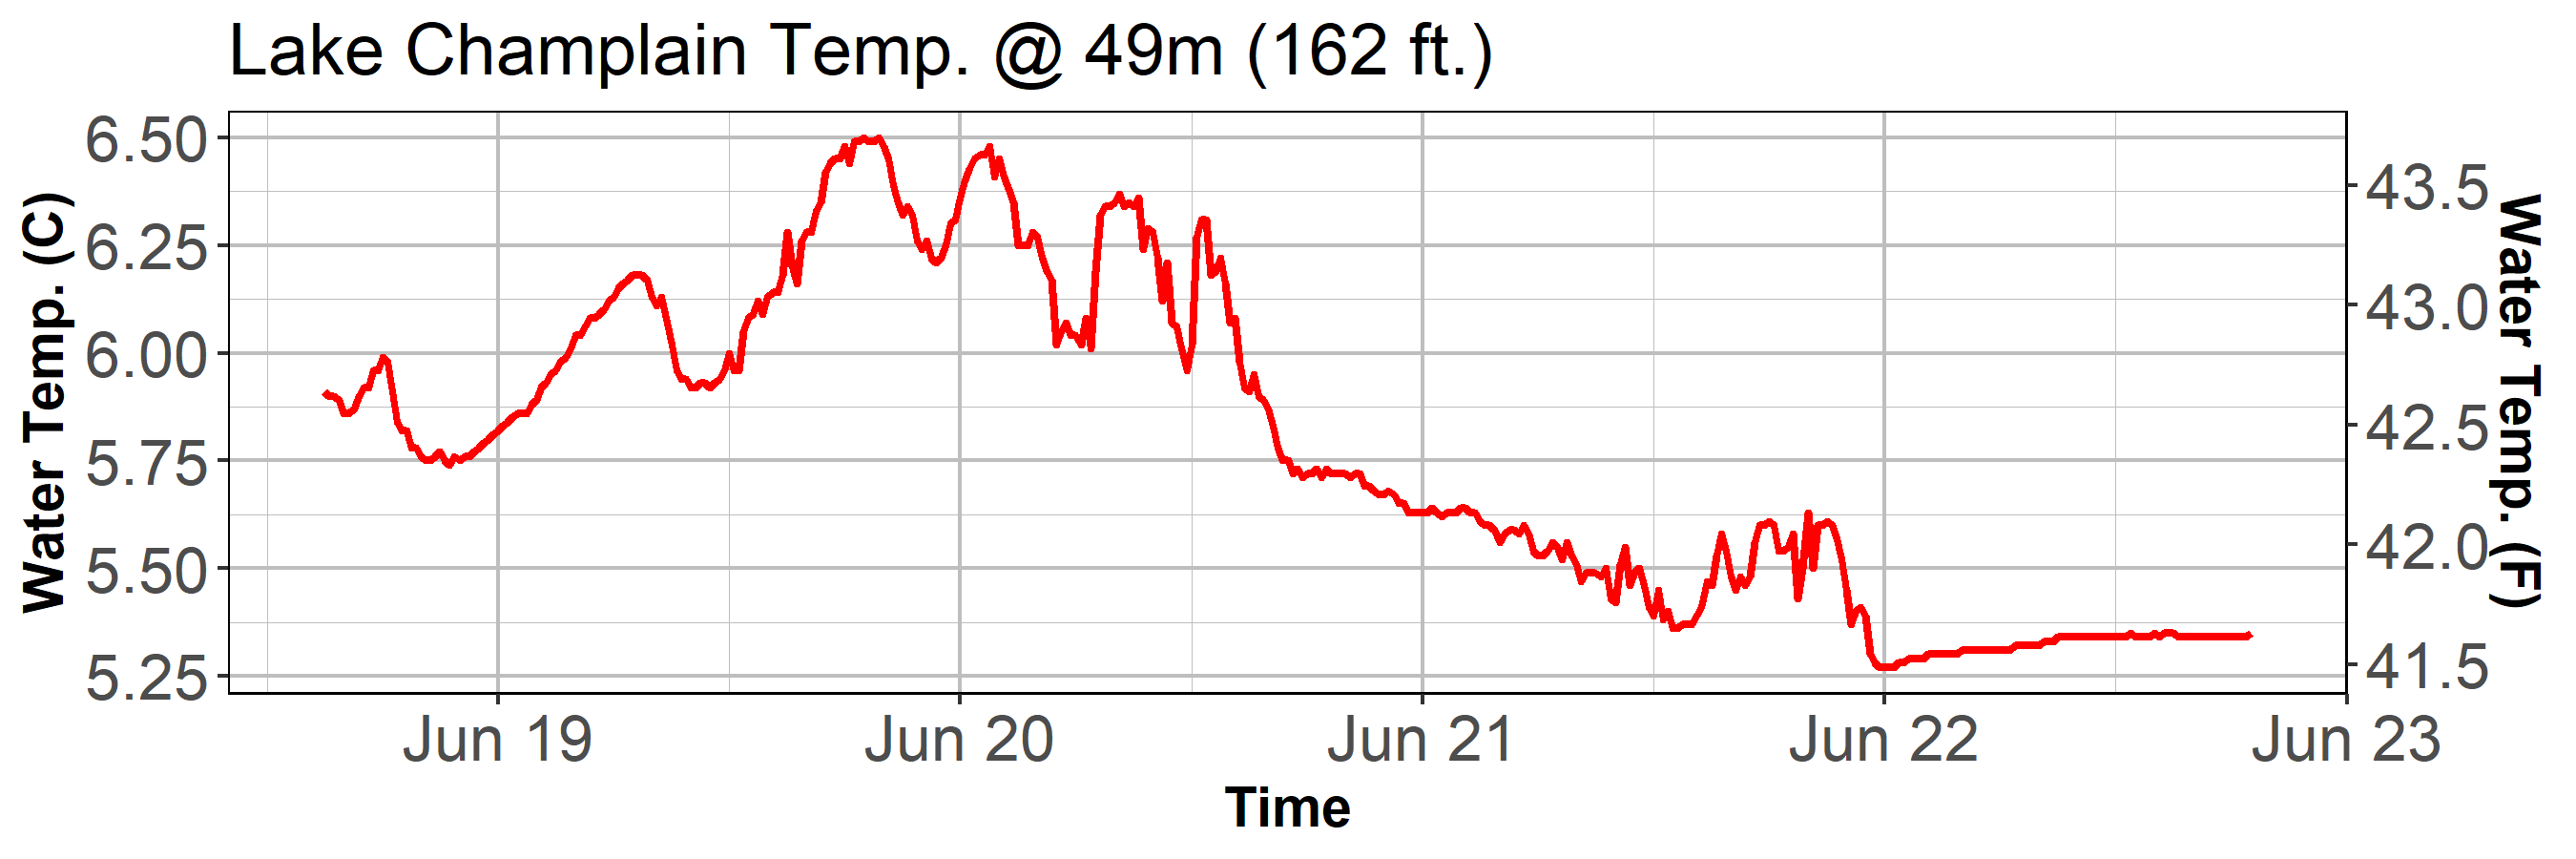 Lake Champlain Temp. @ 49m (162 ft.)
Water Temp. (C)
6.50
6.25
6.00
5.75
5.50
5.25
43.5
43.0
42.5
42.0
41.5
Water Temp. (F)
Jun 19 Jun 20 Jun 21 Jun 22 Jun 23
Time